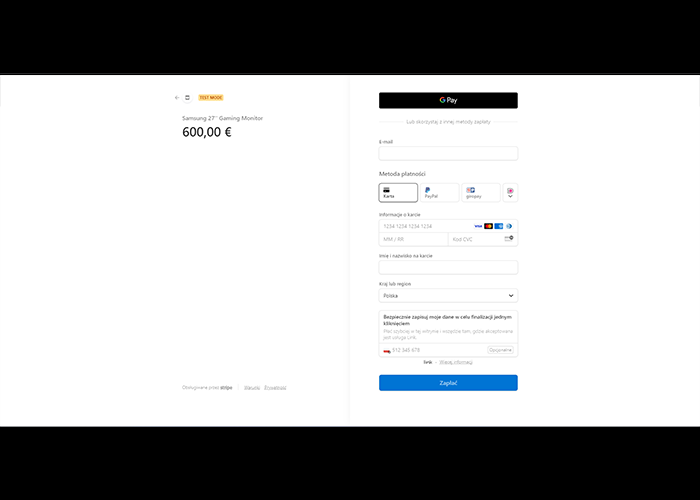 TEST MODE
Samsung 27`` Gaming Monitor
600,00 €
G Pay
Lub skorzystaj z innej metody zapłaty
E-mail
Metoda płatności
Karta
PayPal
giropay
Informacje o karcie
1234 1234 1234 1234
VISA
MM / RR
Kod CVC
Imię i nazwisko na karcie
Kraj lub region
Polska
Bezpiecznie zapisuj moje dane w celu finalizacji jednym
kliknięciem
Płać szybciej w tej witrynie i wszędzie tam, gdzie akceptowana
jest usługa Link.
512 345 678
Opcjonalne
link · Więcej informacji
Zapłać
Obsługiwane przez stripe
Warunki Prywatność